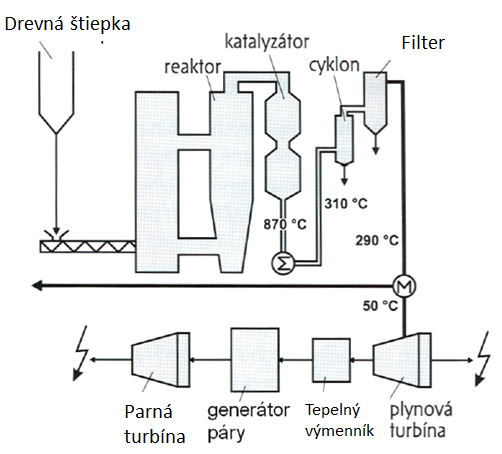 Drevná štiepka
katalyzátor
Filter
reaktor
cyklon
310 °C
870 °C
290 °C
Σ
M
50 °C
Parná
turbína
generátor
páry
Tepelný
výmenník
plynová
turbína